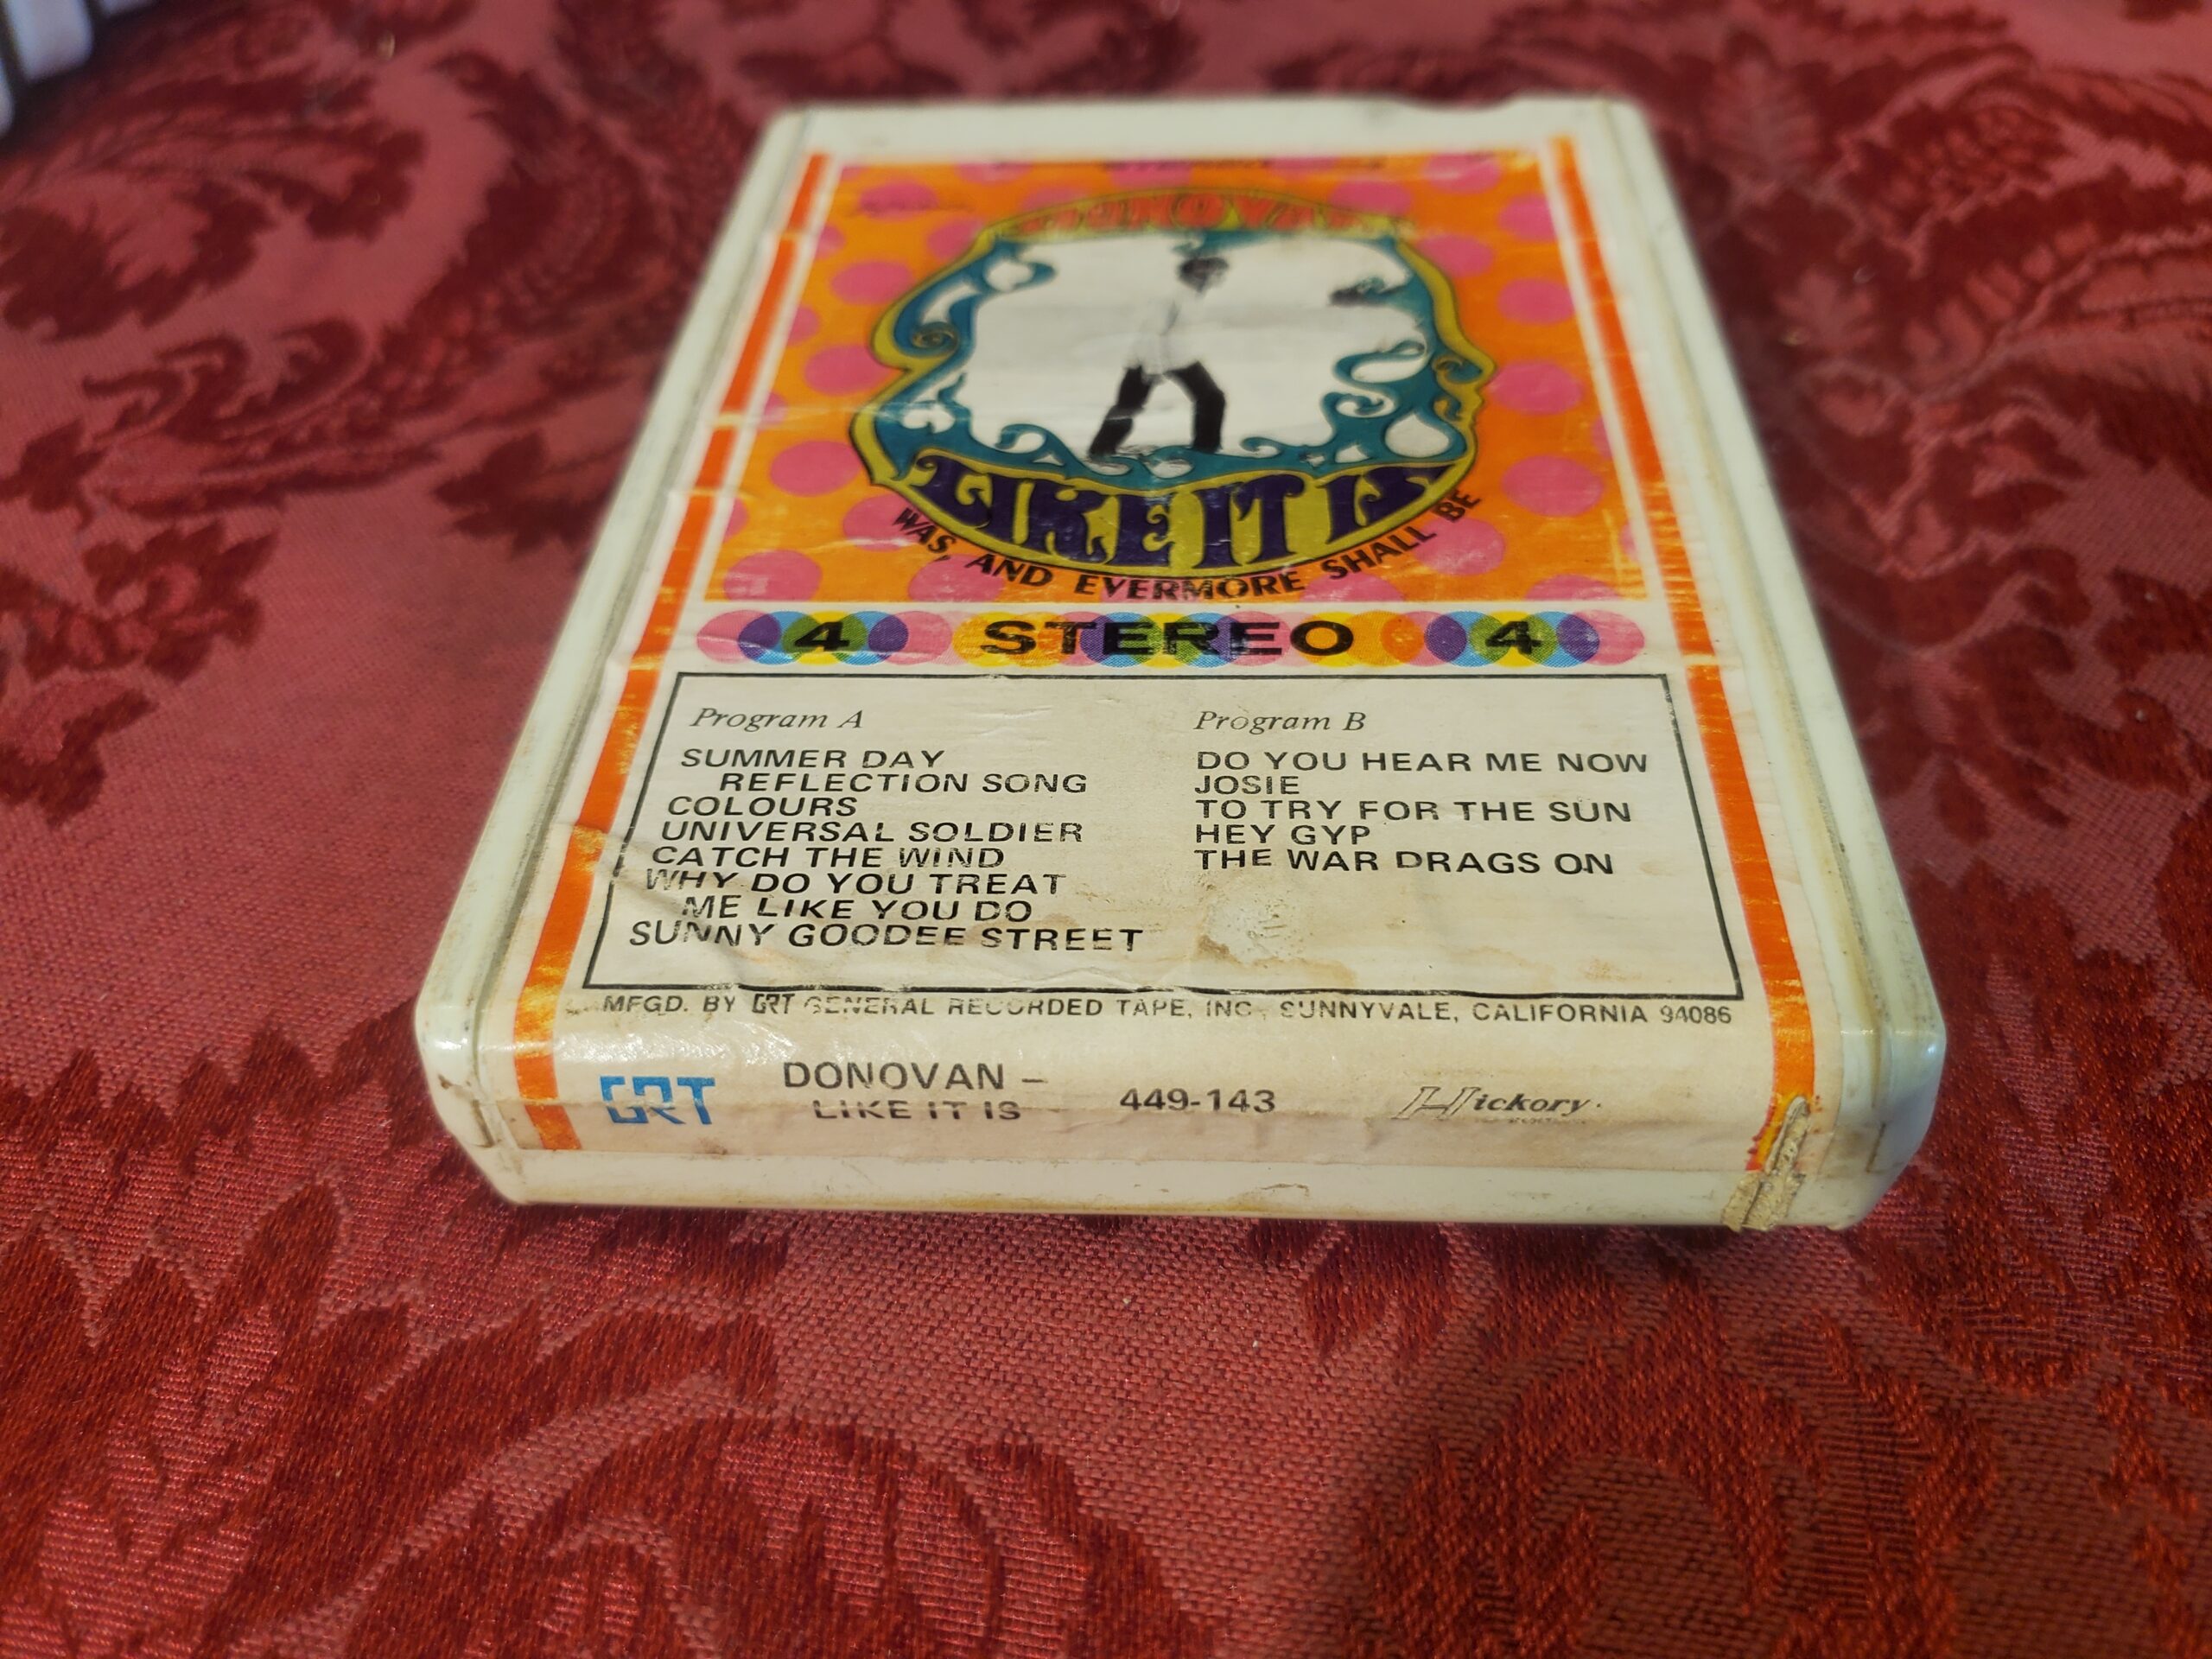 DONOVAN
LIKE IT IS
WAS, AND EVERMORE SHALL BE
4 STEREO 4
Program A
SUMMER DAY
REFLECTION SONG
COLOURS
UNIVERSAL SOLDIER
CATCH THE WIND
WHY DO YOU TREAT
ME LIKE YOU DO
SUNNY GOODEE STREET
Program B
DO YOU HEAR ME NOW
JOSIE
TO TRY FOR THE SUN
HEY GYP
THE WAR DRAGS ON
MFGD. BY GRT GENERAL RECORDED TAPE, INC., SUNNYVALE, CALIFORNIA 94086
GRT
DONOVAN –
LIKE IT IS
449-143
Hickory